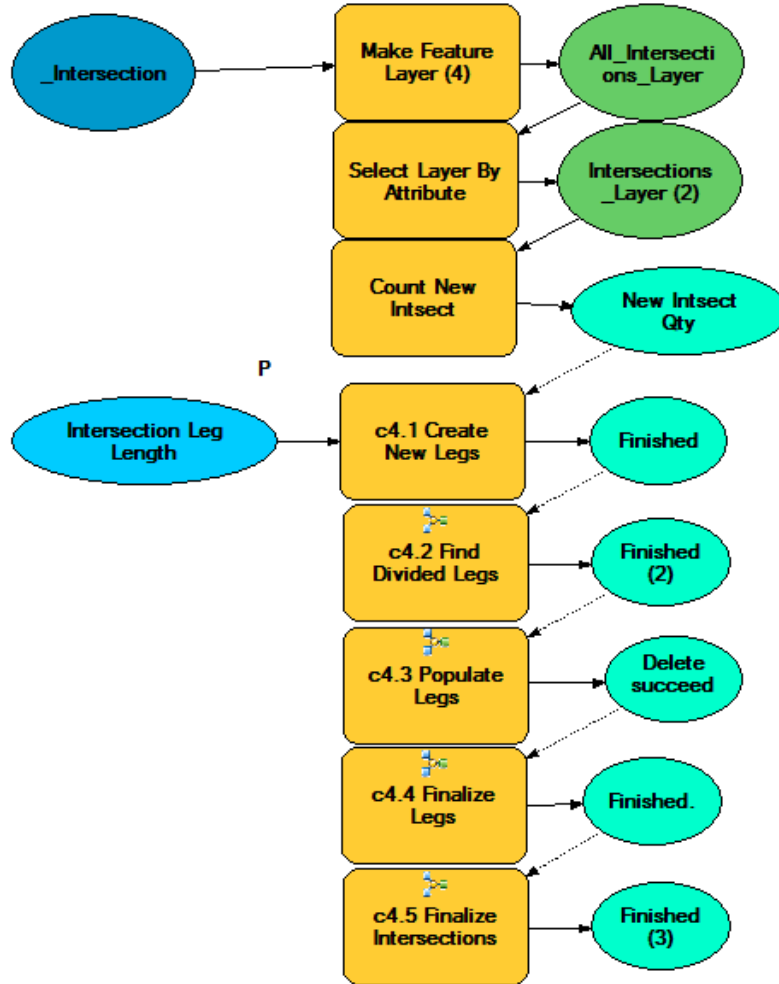 _Intersection
Make Feature
Layer (4)
All_Intersecti
ons_Layer
Select Layer By
Attribute
Intersections
_Layer (2)
Count New
Intsect
New Intsect
Qty
P
Intersection Leg
Length
c4.1 Create
New Legs
Finished
c4.2 Find
Divided Legs
Finished
(2)
c4.3 Populate
Legs
Delete
succeed
c4.4 Finalize
Legs
Finished.
c4.5 Finalize
Intersections
Finished
(3)